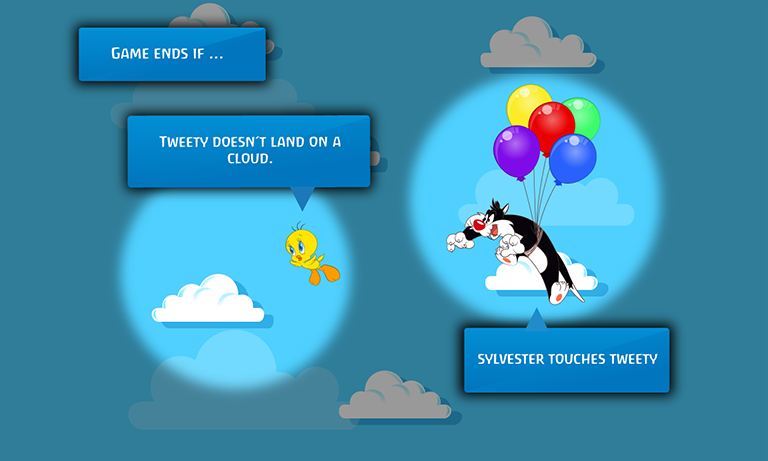 Game ends if ...
Tweety doesn´t land on a
cloud.
sylvester touches tweety